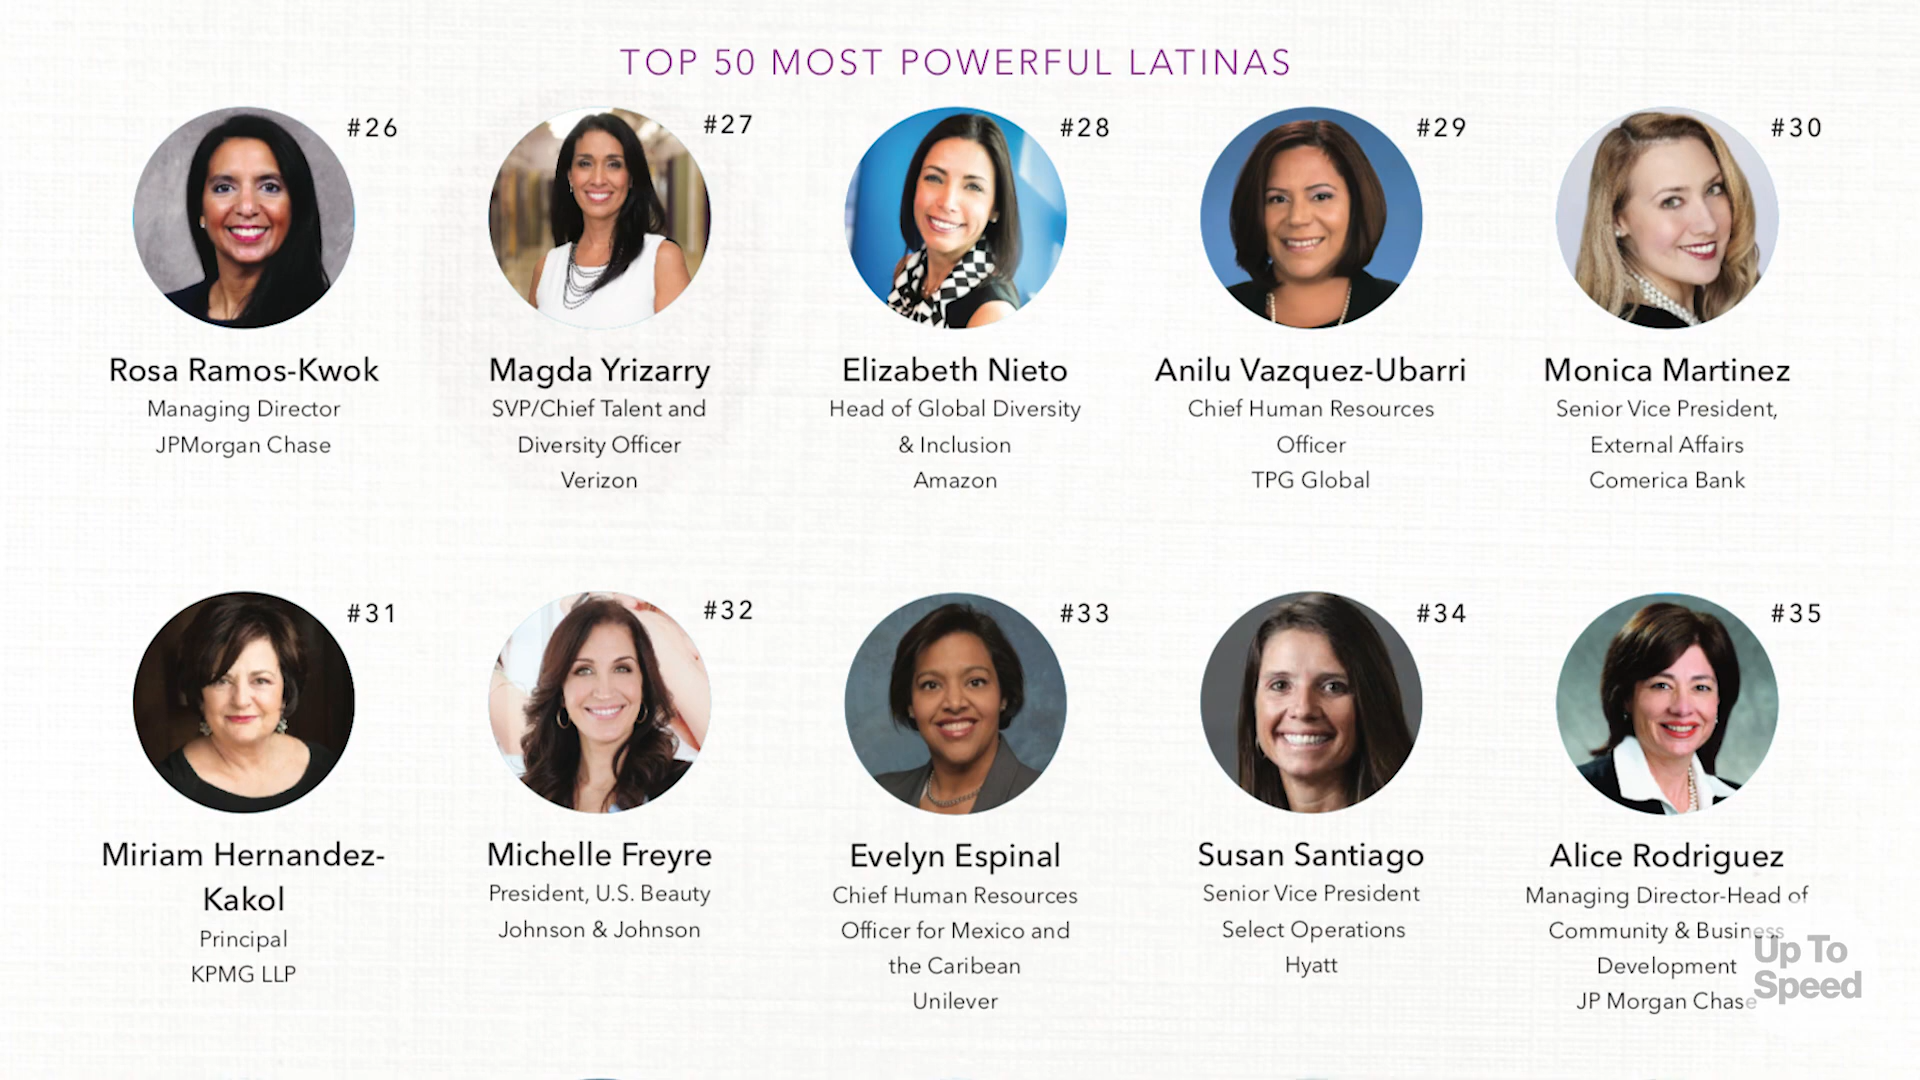 TOP 50 MOST POWERFUL LATINAS
#26
Rosa Ramos-Kwok
Managing Director
JPMorgan Chase
#27
Magda Yrizarry
SVP/Chief Talent and
Diversity Officer
Verizon
#28
Elizabeth Nieto
Head of Global Diversity
& Inclusion
Amazon
#29
Anilu Vazquez-Ubarri
Chief Human Resources
Officer
TPG Global
#30
Monica Martinez
Senior Vice President,
External Affairs
Comerica Bank
#31
Miriam Hernandez-
Kakol
Principal
KPMG LLP
#32
Michelle Freyre
President, U.S. Beauty
Johnson & Johnson
#33
Evelyn Espinal
Chief Human Resources
Officer for Mexico and
the Caribean
Unilever
#34
Susan Santiago
Senior Vice President
Select Operations
Hyatt
#35
Alice Rodriguez
Managing Director-Head of
Community & Business
Development
JP Morgan Chase
Up To
Speed